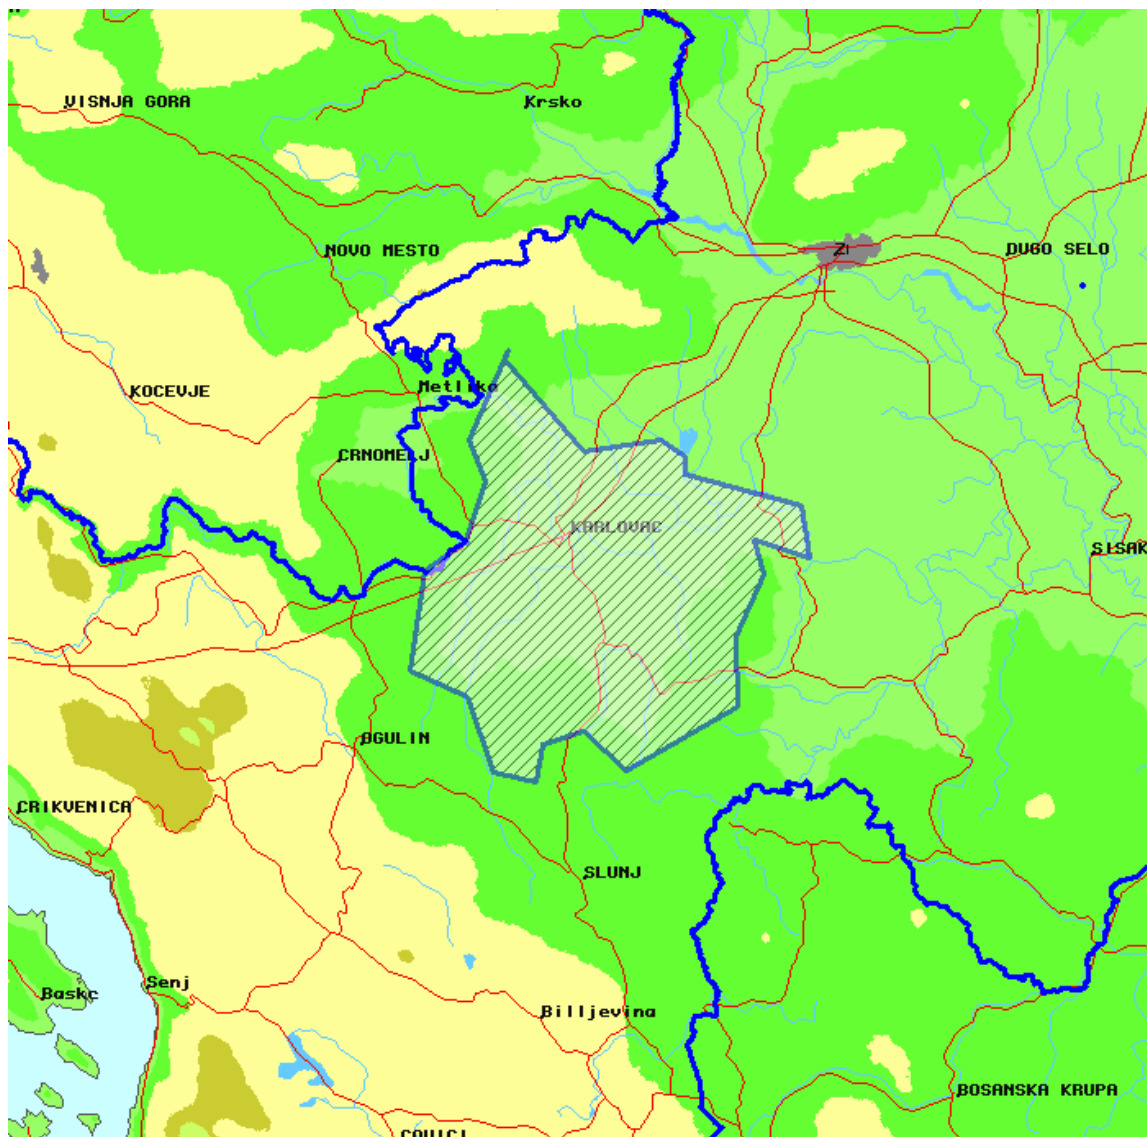 VISNJA GORA
Krsko
NOVO MESTO
DUGO SELO
KOCEVJE
Metlika
CRNOMELJ
KARLOVAC
SISAK
OGULIN
CRIKVENICA
SLUNJ
Senj
Billjevina
BOSANSKA KRUPA